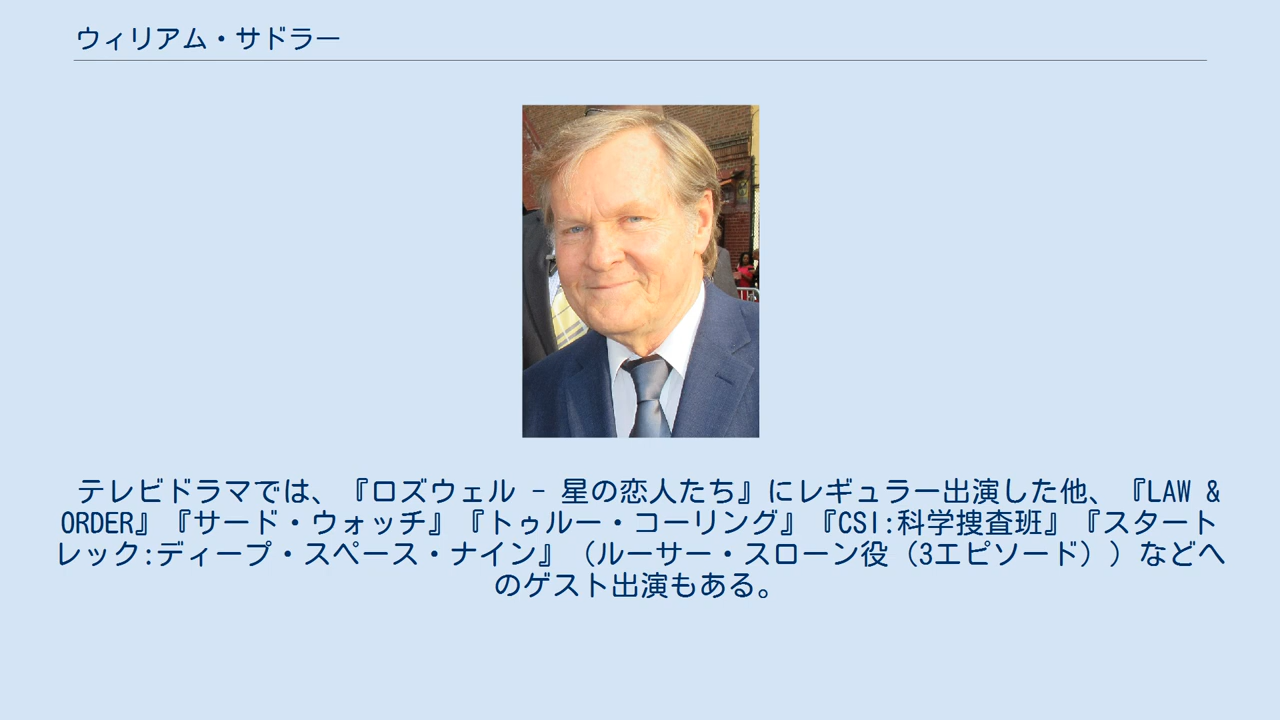 ウィリアム・サドラー
テレビドラマでは、『ロズウェル - 星の恋人たち』にレギュラー出演した他、『LAW &
ORDER』『サード・ウォッチ』『トゥルー・コーリング』『CSI:科学捜査班』『スタート
レック:ディープ・スペース・ナイン』（ルーサー・スローン役（3エピソード））などへ
のゲスト出演もある。